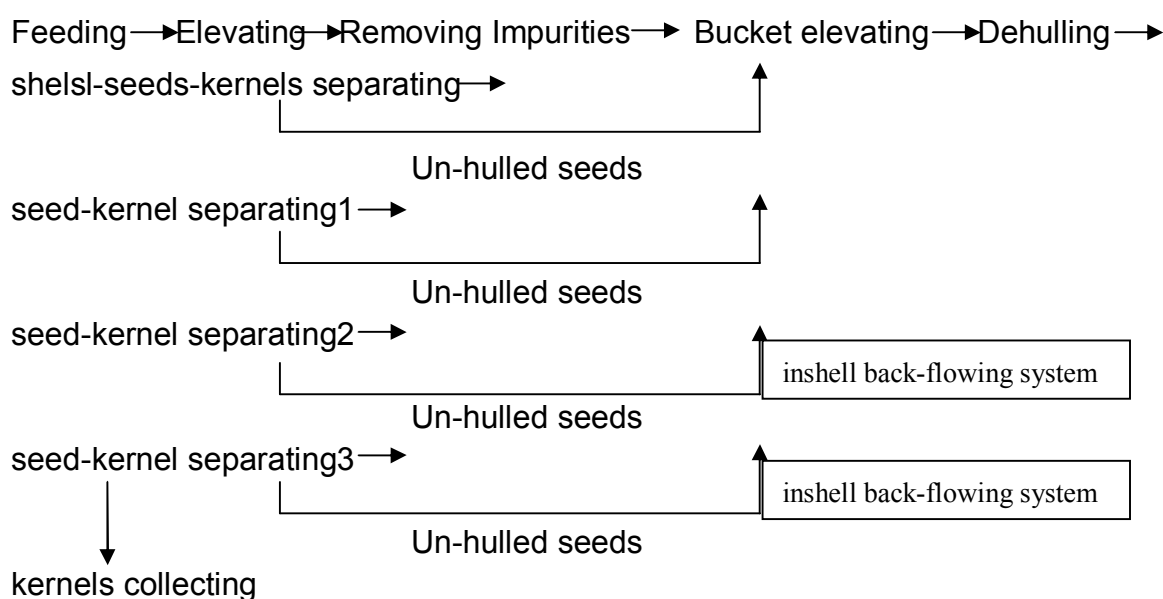 Feeding→Elevating→Removing Impurities→ Bucket elevating→Dehulling→
shelsl-seeds-kernels separating→
Un-hulled seeds
seed-kernel separating1→
Un-hulled seeds
seed-kernel separating2→
inshell back-flowing system
Un-hulled seeds
seed-kernel separating3→
inshell back-flowing system
Un-hulled seeds
kernels collecting